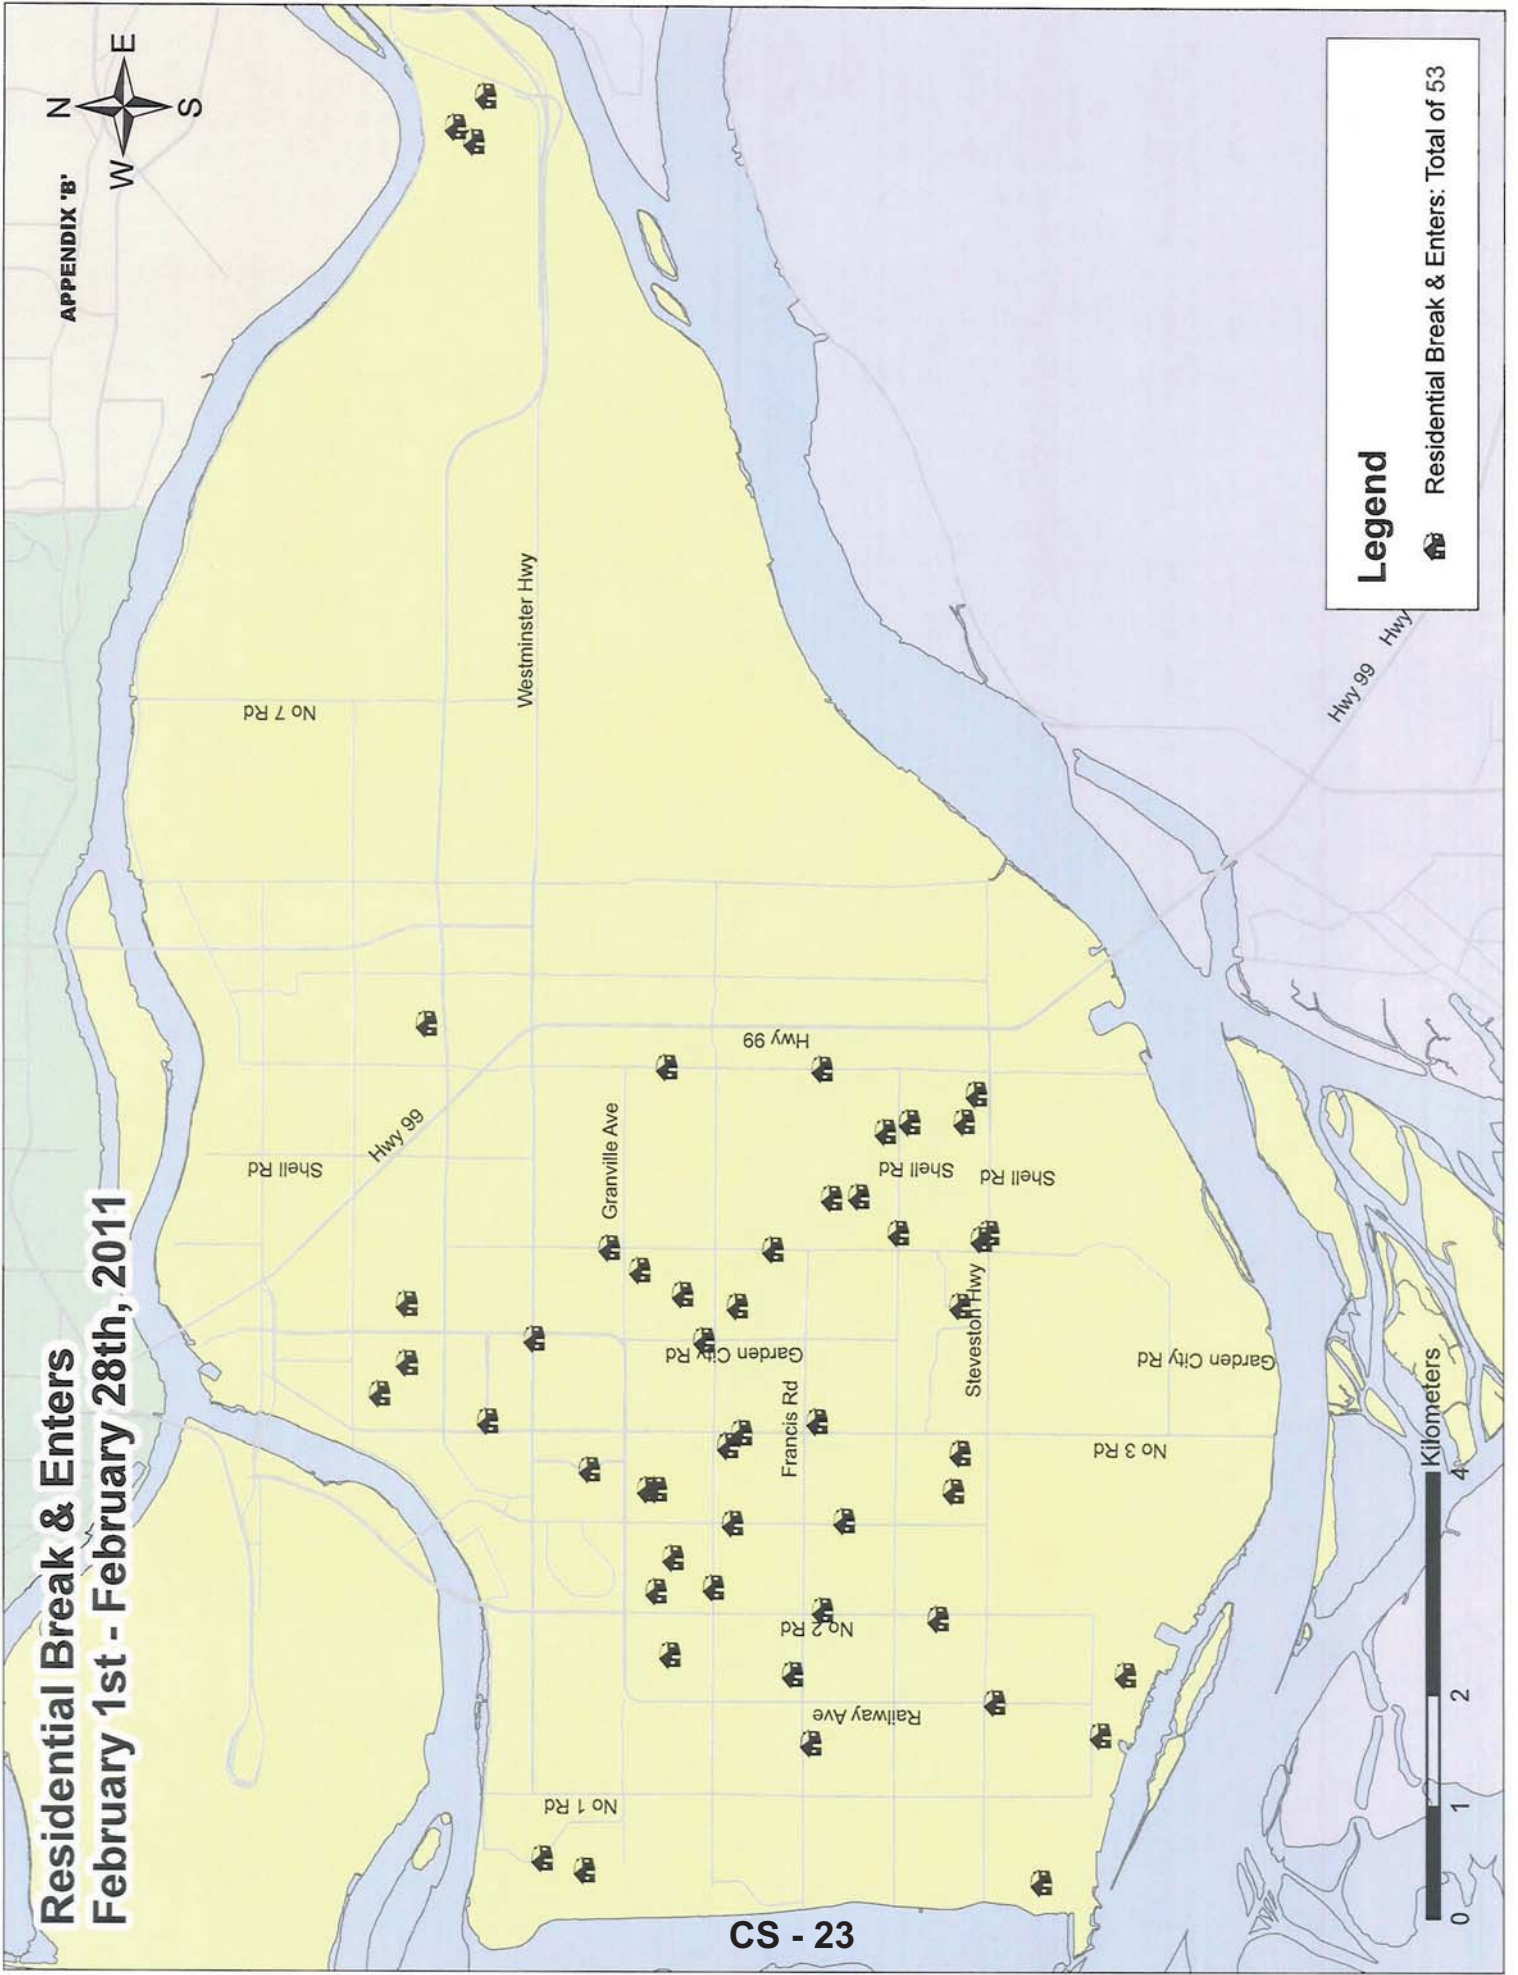 Residential Break & Enters
February 1st - February 28th, 2011
APPENDIX 'B'
N
W
E
S
No 7 Rd
Westminster Hwy
Hwy 99
Shell Rd
Granville Ave
Hwy 99
Shell Rd
Shell Rd
Garden City Rd
Francis Rd
Steveston Hwy
Garden City Rd
No 3 Rd
No 2 Rd
Railway Ave
No 1 Rd
Hwy 99
Hwy
Legend
Residential Break & Enters: Total of 53
0 1 2 4
Kilometers
CS - 23